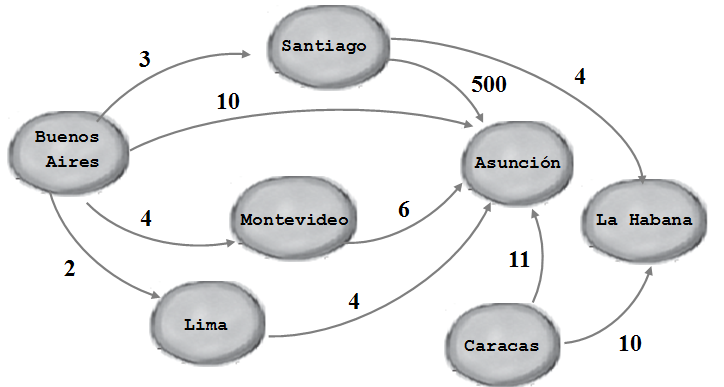 Santiago
3
4
500
10
Buenos
Aires
Asunción
Montevideo
6
La Habana
4
2
11
4
Lima
Caracas
10